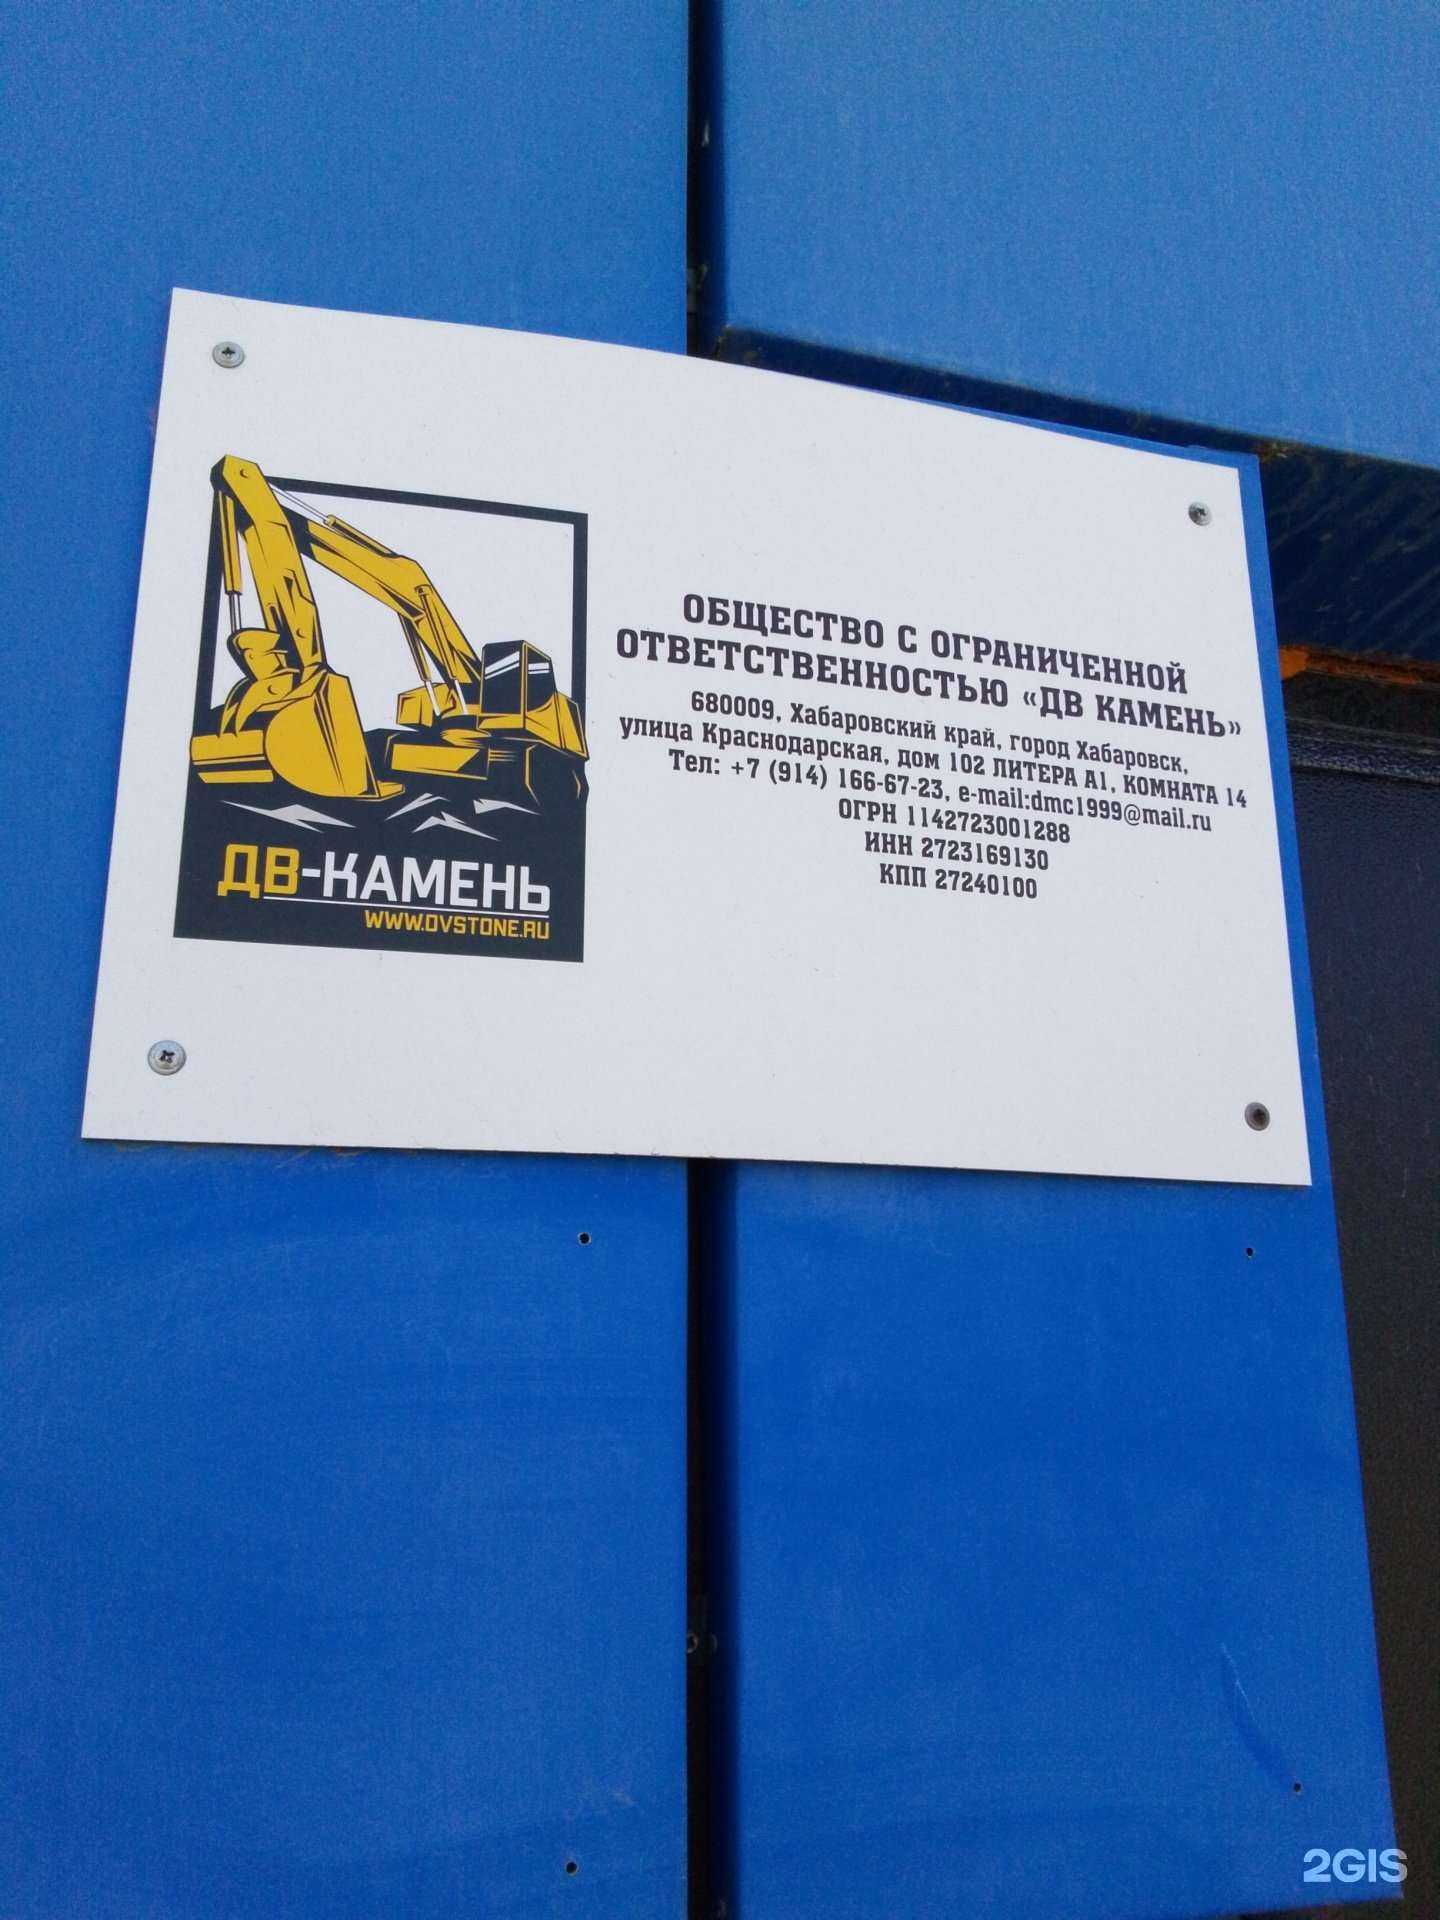 ДВ-КАМЕНЬ
WWW.DVSTONE.RU
ОБЩЕСТВО С ОГРАНИЧЕННОЙ
ОТВЕТСТВЕННОСТЬЮ «ДВ КАМЕНЬ»
680009, Хабаровский край, город Хабаровск,
улица Краснодарская, дом 102 ЛИТЕРА А1, КОМНАТА 14
Тел: +7 (914) 166-67-23, e-mail:dmc1999@mail.ru
ОГРН 1142723001288
ИНН 2723169130
КПП 27240100
2GIS